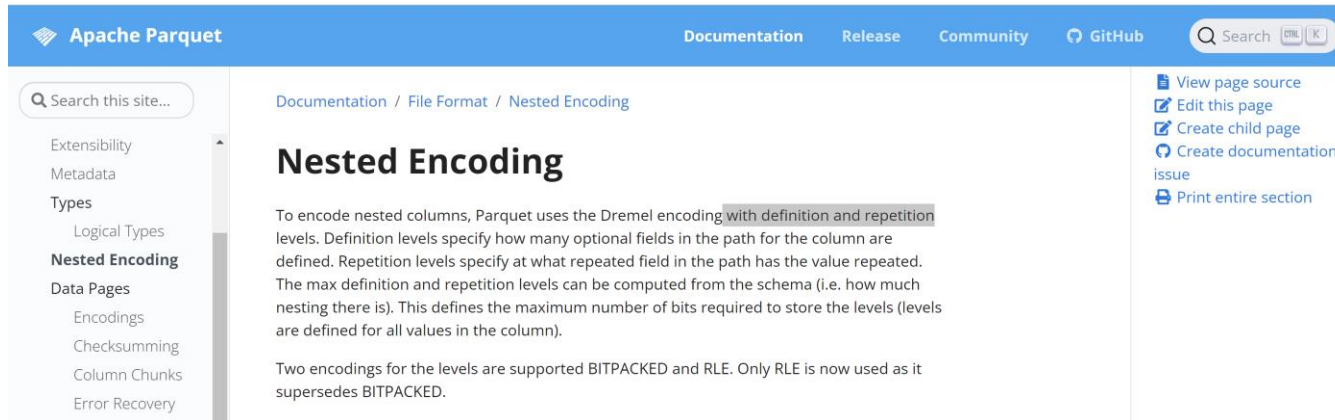 Apache Parquet
Documentation
Release
Community
GitHub
Search CTRL K
Search this site...
Extensibility
Metadata
Types
Logical Types
Nested Encoding
Data Pages
Encodings
Checksumming
Column Chunks
Error Recovery
Documentation / File Format / Nested Encoding
Nested Encoding
To encode nested columns, Parquet uses the Dremel encoding with definition and repetition
levels. Definition levels specify how many optional fields in the path for the column are
defined. Repetition levels specify at what repeated field in the path has the value repeated.
The max definition and repetition levels can be computed from the schema (i.e. how much
nesting there is). This defines the maximum number of bits required to store the levels (levels
are defined for all values in the column).
Two encodings for the levels are supported BITPACKED and RLE. Only RLE is now used as it
supersedes BITPACKED.
View page source
Edit this page
Create child page
Create documentation
issue
Print entire section